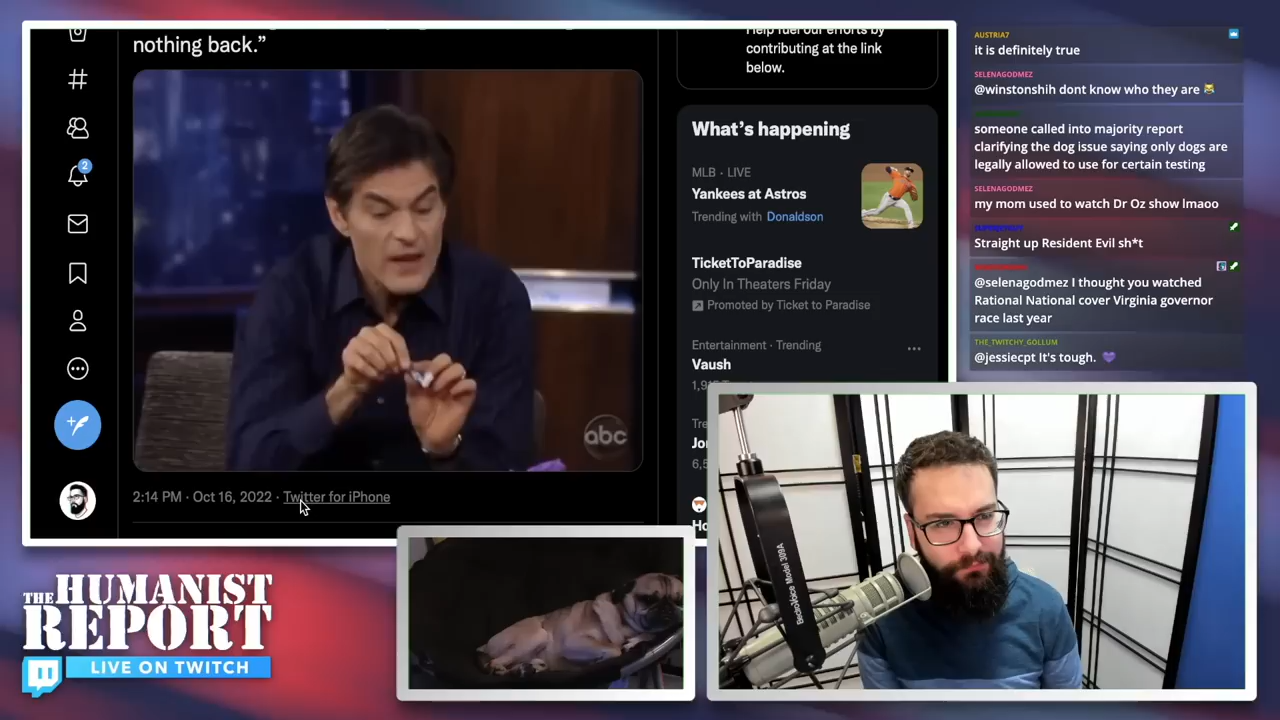 nothing back.”
abc
2:14 PM · Oct 16, 2022 · Twitter for iPhone
2
Help fuel our efforts by
contributing at the link
below.
What’s happening
MLB · LIVE
Yankees at Astros
Trending with Donaldson
TicketToParadise
Only In Theaters Friday
Promoted by Ticket to Paradise
Entertainment · Trending
Vaush
AUSTRIA7
it is definitely true
SELENAGODMEZ
@winstonshih dont know who they are
someone called into majority report
clarifying the dog issue saying only dogs are
legally allowed to use for certain testing
SELENAGODMEZ
my mom used to watch Dr Oz show lmaoo
Straight up Resident Evil sh*t
@selenagodmez I thought you watched
Rational National cover Virginia governor
race last year
THE_TWITCHY_GOLLUM
@jessiecpt It's tough.
ElectroVoice Model 309A
THE HUMANIST
REPORT
LIVE ON TWITCH